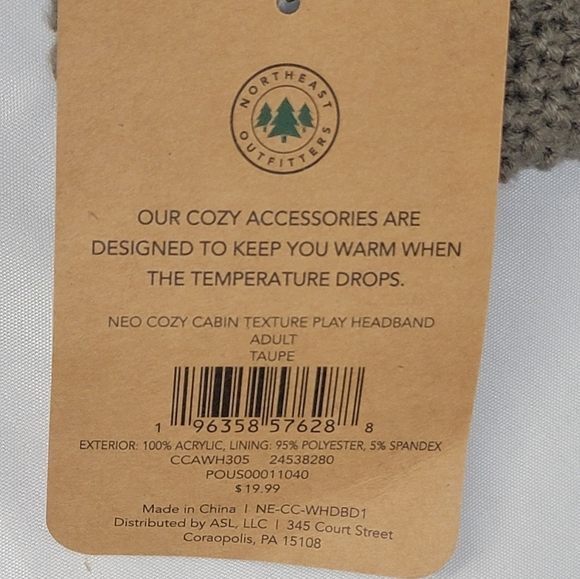 NORTHEAST
OUTFITTERS
OUR COZY ACCESSORIES ARE
DESIGNED TO KEEP YOU WARM WHEN
THE TEMPERATURE DROPS.
NEO COZY CABIN TEXTURE PLAY HEADBAND
ADULT
TAUPE
1 96358 57628 8
EXTERIOR: 100% ACRYLIC, LINING: 95% POLYESTER, 5% SPANDEX
CCAWH305 24538280
POUS00011040
$19.99
Made in China | NE-CC-WHDBD1
Distributed by ASL, LLC | 345 Court Street
Coraopolis, PA 15108